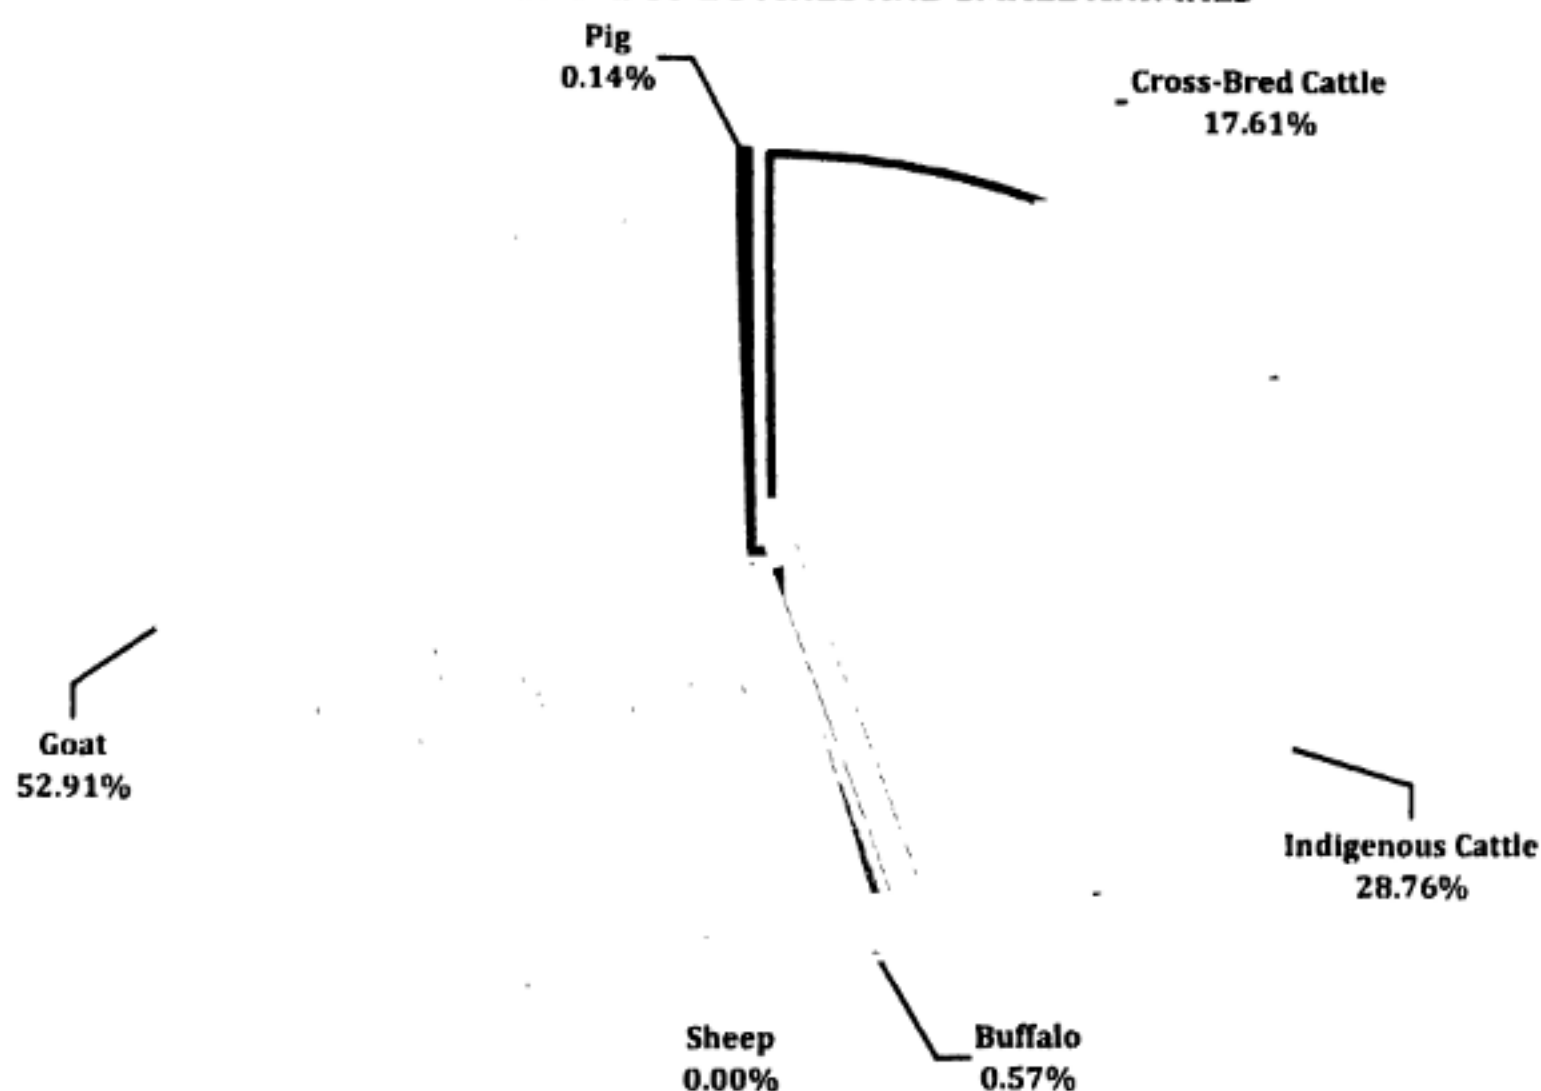 Pig
0.14%
Cross-Bred Cattle
17.61%
Goat
52.91%
Indigenous Cattle
28.76%
Sheep
0.00%
Buffalo
0.57%